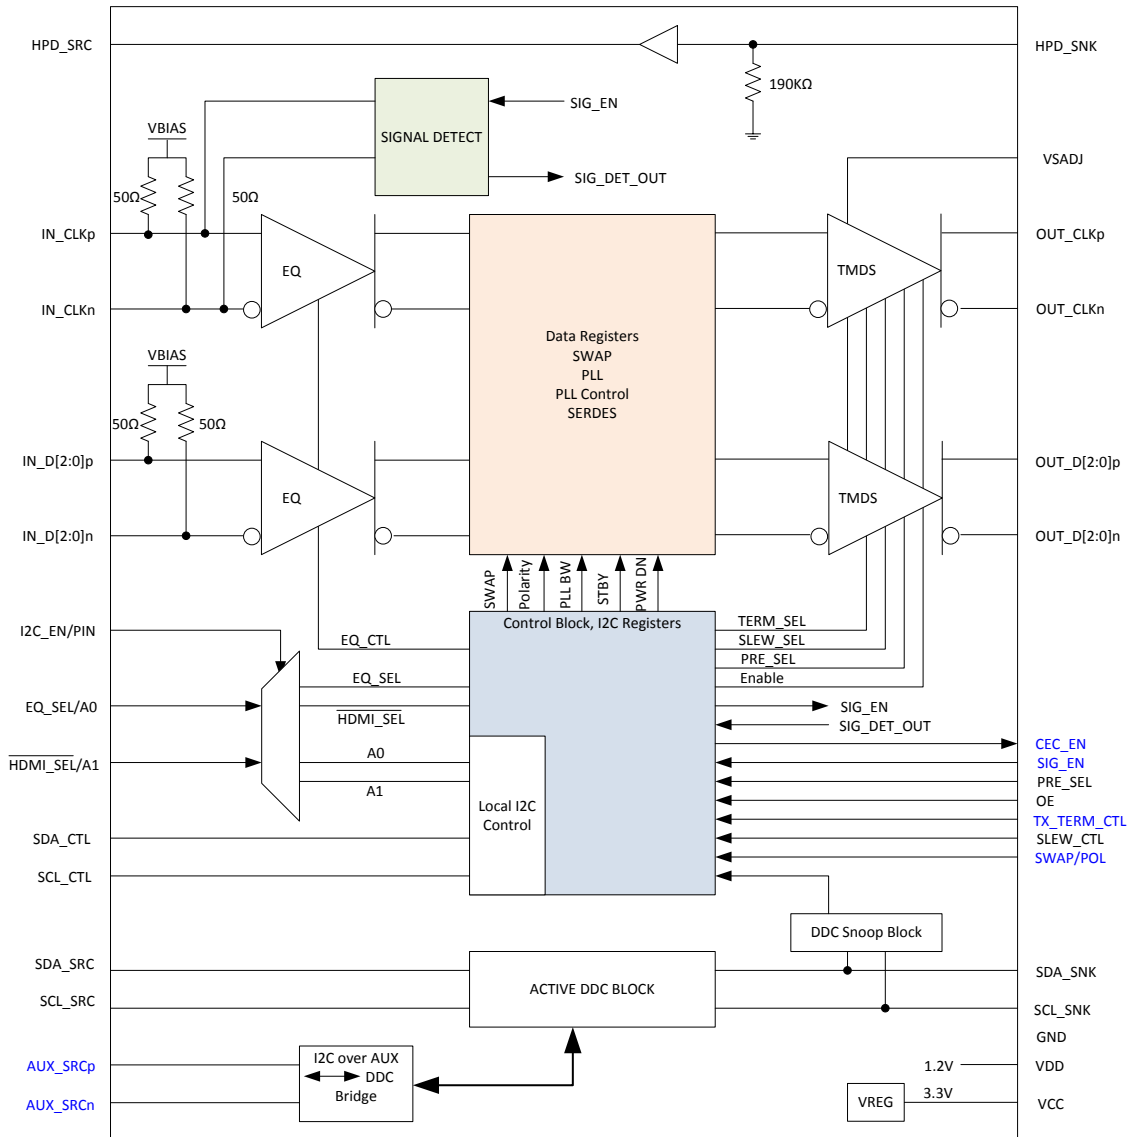 HPD_SRC
HPD_SNK
190KΩ
SIGNAL DETECT
SIG_EN
SIG_DET_OUT
VBIAS
50Ω
50Ω
VSADJ
IN_CLKp
IN_CLKn
EQ
TMDS
OUT_CLKp
OUT_CLKn
Data Registers
SWAP
PLL
PLL Control
SERDES
VBIAS
50Ω
50Ω
IN_D[2:0]p
IN_D[2:0]n
EQ
TMDS
OUT_D[2:0]p
OUT_D[2:0]n
SWAP
Polarity
PLL BW
STBY
PWR DN
I2C_EN/PIN
EQ_SEL/A0
HDMI_SEL/A1
SDA_CTL
SCL_CTL
EQ_CTL
EQ_SEL
HDMI_SEL
A0
A1
Control Block, I2C Registers
Local I2C
Control
TERM_SEL
SLEW_SEL
PRE_SEL
Enable
SIG_EN
SIG_DET_OUT
CEC_EN
SIG_EN
PRE_SEL
OE
TX_TERM_CTL
SLEW_CTL
SWAP/POL
DDC Snoop Block
SDA_SRC
SCL_SRC
ACTIVE DDC BLOCK
SDA_SNK
SCL_SNK
GND
AUX_SRCp
AUX_SRCn
I2C over AUX
DDC
Bridge
1.2V
VDD
VREG
3.3V
VCC